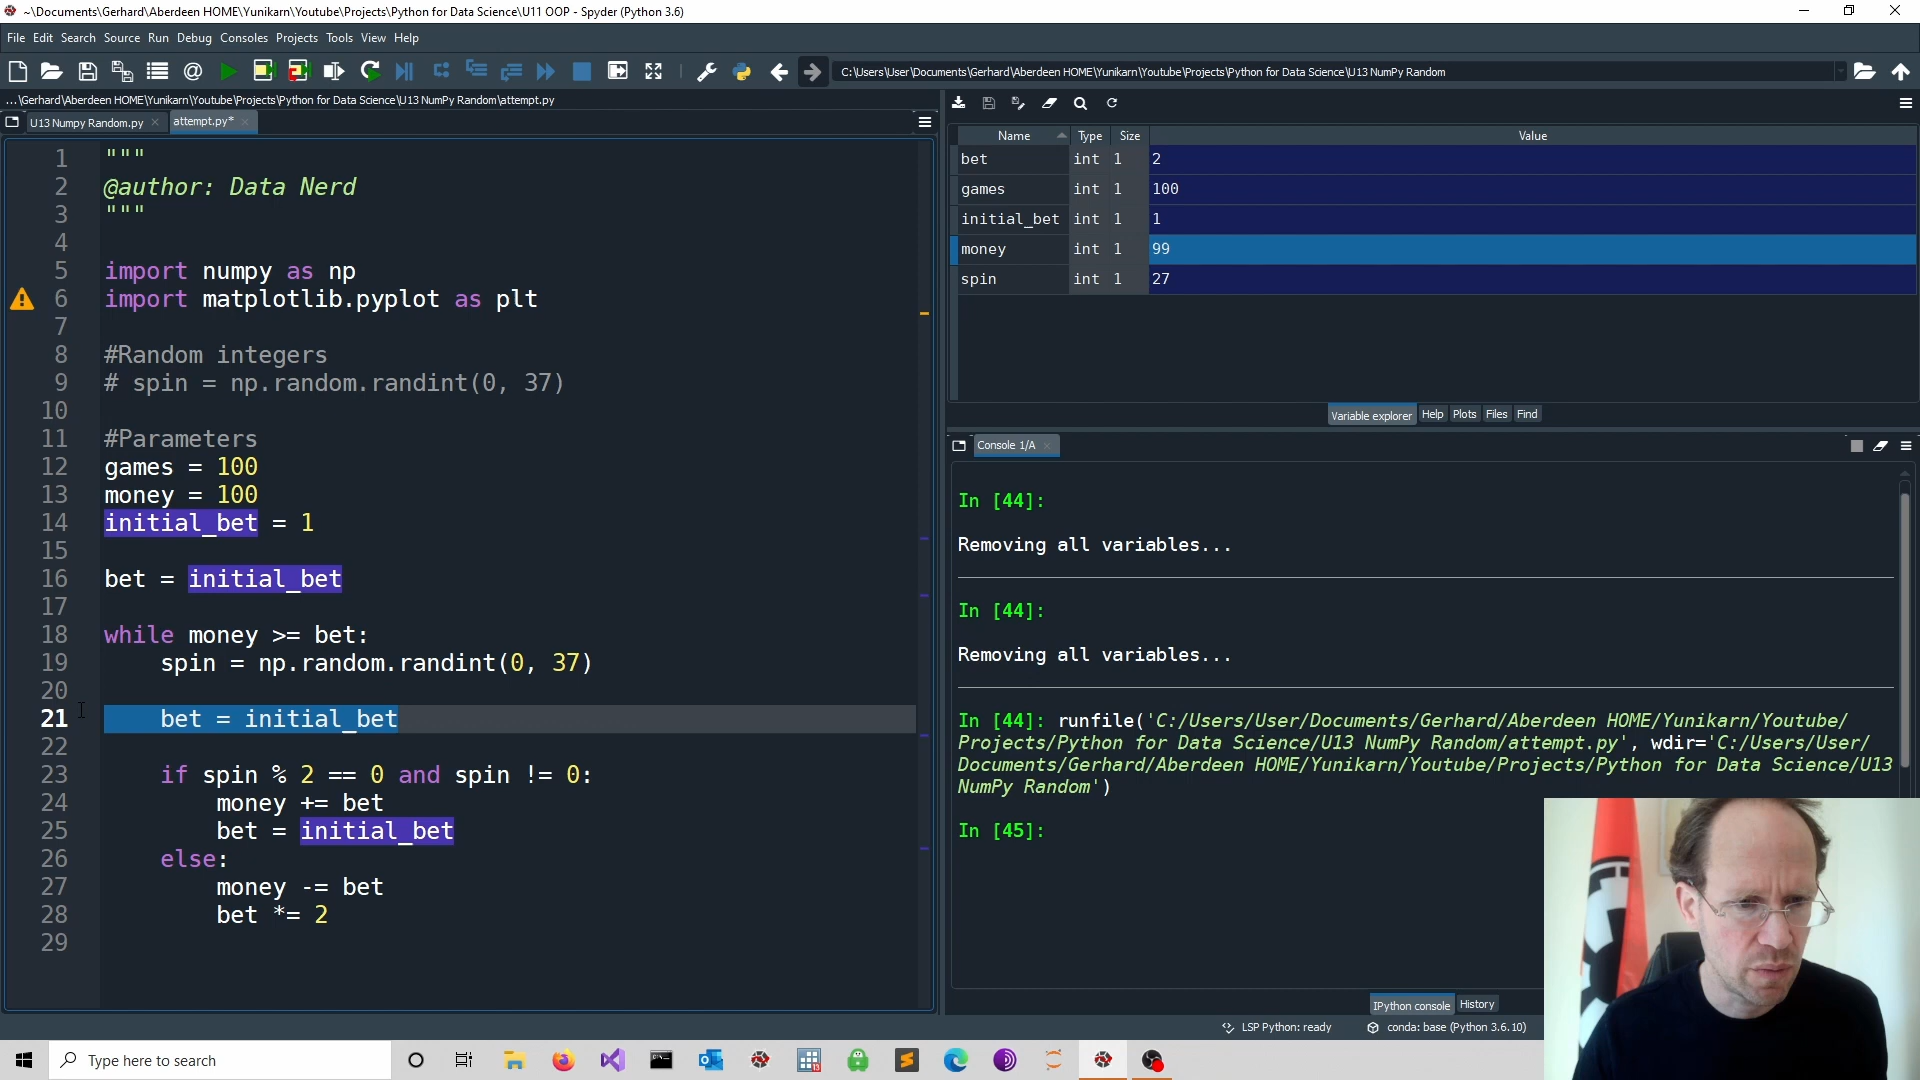 ~\Documents\Gerhard\Aberdeen HOME\Yunikarn\Youtube\Projects\Python for Data Science\U11 OOP - Spyder (Python 3.6)
File Edit Search Source Run Debug Consoles Projects Tools View Help
C:\Users\User\Documents\Gerhard\Aberdeen HOME\Yunikarn\Youtube\Projects\Python for Data Science\U13 NumPy Random
...\Gerhard\Aberdeen HOME\Yunikarn\Youtube\Projects\Python for Data Science\U13 NumPy Random\attempt.py
U13 Numpy Random.py attempt.py*
1 """
2 @author: Data Nerd
3 """
4
5 import numpy as np
6 import matplotlib.pyplot as plt
7
8 #Random integers
9 # spin = np.random.randint(0, 37)
10
11 #Parameters
12 games = 100
13 money = 100
14 initial_bet = 1
15
16 bet = initial_bet
17
18 while money >= bet:
19 spin = np.random.randint(0, 37)
20
21 bet = initial_bet
22
23 if spin % 2 == 0 and spin != 0:
24 money += bet
25 bet = initial_bet
26 else:
27 money -= bet
28 bet *= 2
29
Name Type Size Value
bet int 1 2
games int 1 100
initial_bet int 1 1
money int 1 99
spin int 1 27
Variable explorer Help Plots Files Find
Console 1/A
In [44]:
Removing all variables...
In [44]:
Removing all variables...
In [44]: runfile('C:/Users/User/Documents/Gerhard/Aberdeen HOME/Yunikarn/Youtube/
Projects/Python for Data Science/U13 NumPy Random/attempt.py', wdir='C:/Users/User/
Documents/Gerhard/Aberdeen HOME/Yunikarn/Youtube/Projects/Python for Data Science/U13
NumPy Random')
In [45]:
IPython console History
LSP Python: ready conda: base (Python 3.6.10)
Type here to search